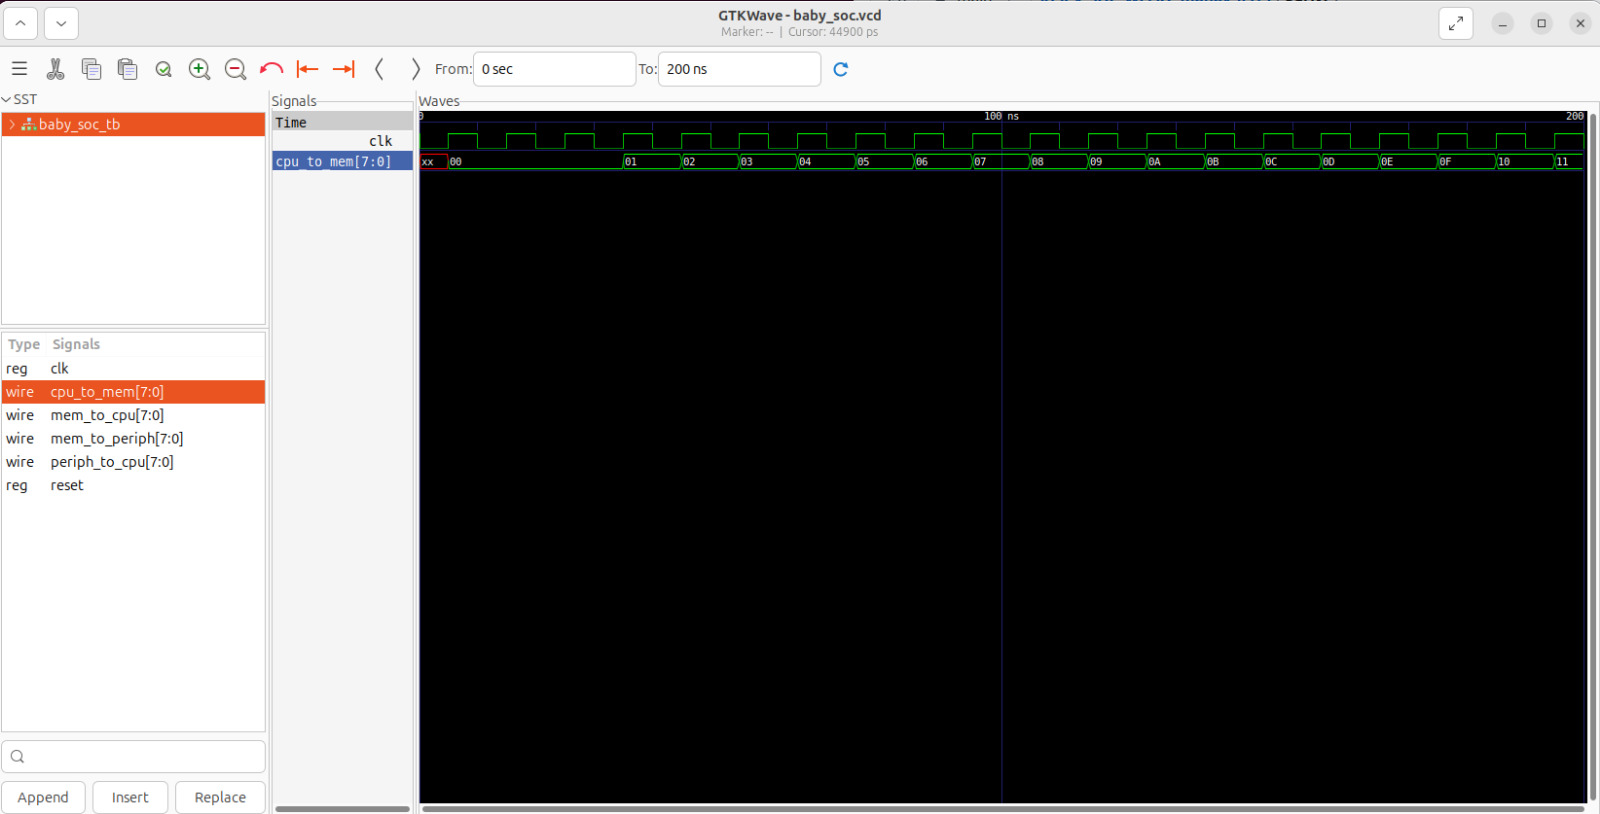 GTKWave - baby_soc.vcd
Marker: -- | Cursor: 44900 ps
From: 0 sec To: 200 ns
SST
baby_soc_tb
Type Signals
reg clk
wire cpu_to_mem[7:0]
wire mem_to_cpu[7:0]
wire mem_to_periph[7:0]
wire periph_to_cpu[7:0]
reg reset
Append Insert Replace
Signals
Time
clk
cpu_to_mem[7:0]
Waves
0 100 ns 200
xx 00 01 02 03 04 05 06 07 08 09 0A 0B 0C 0D 0E 0F 10 11